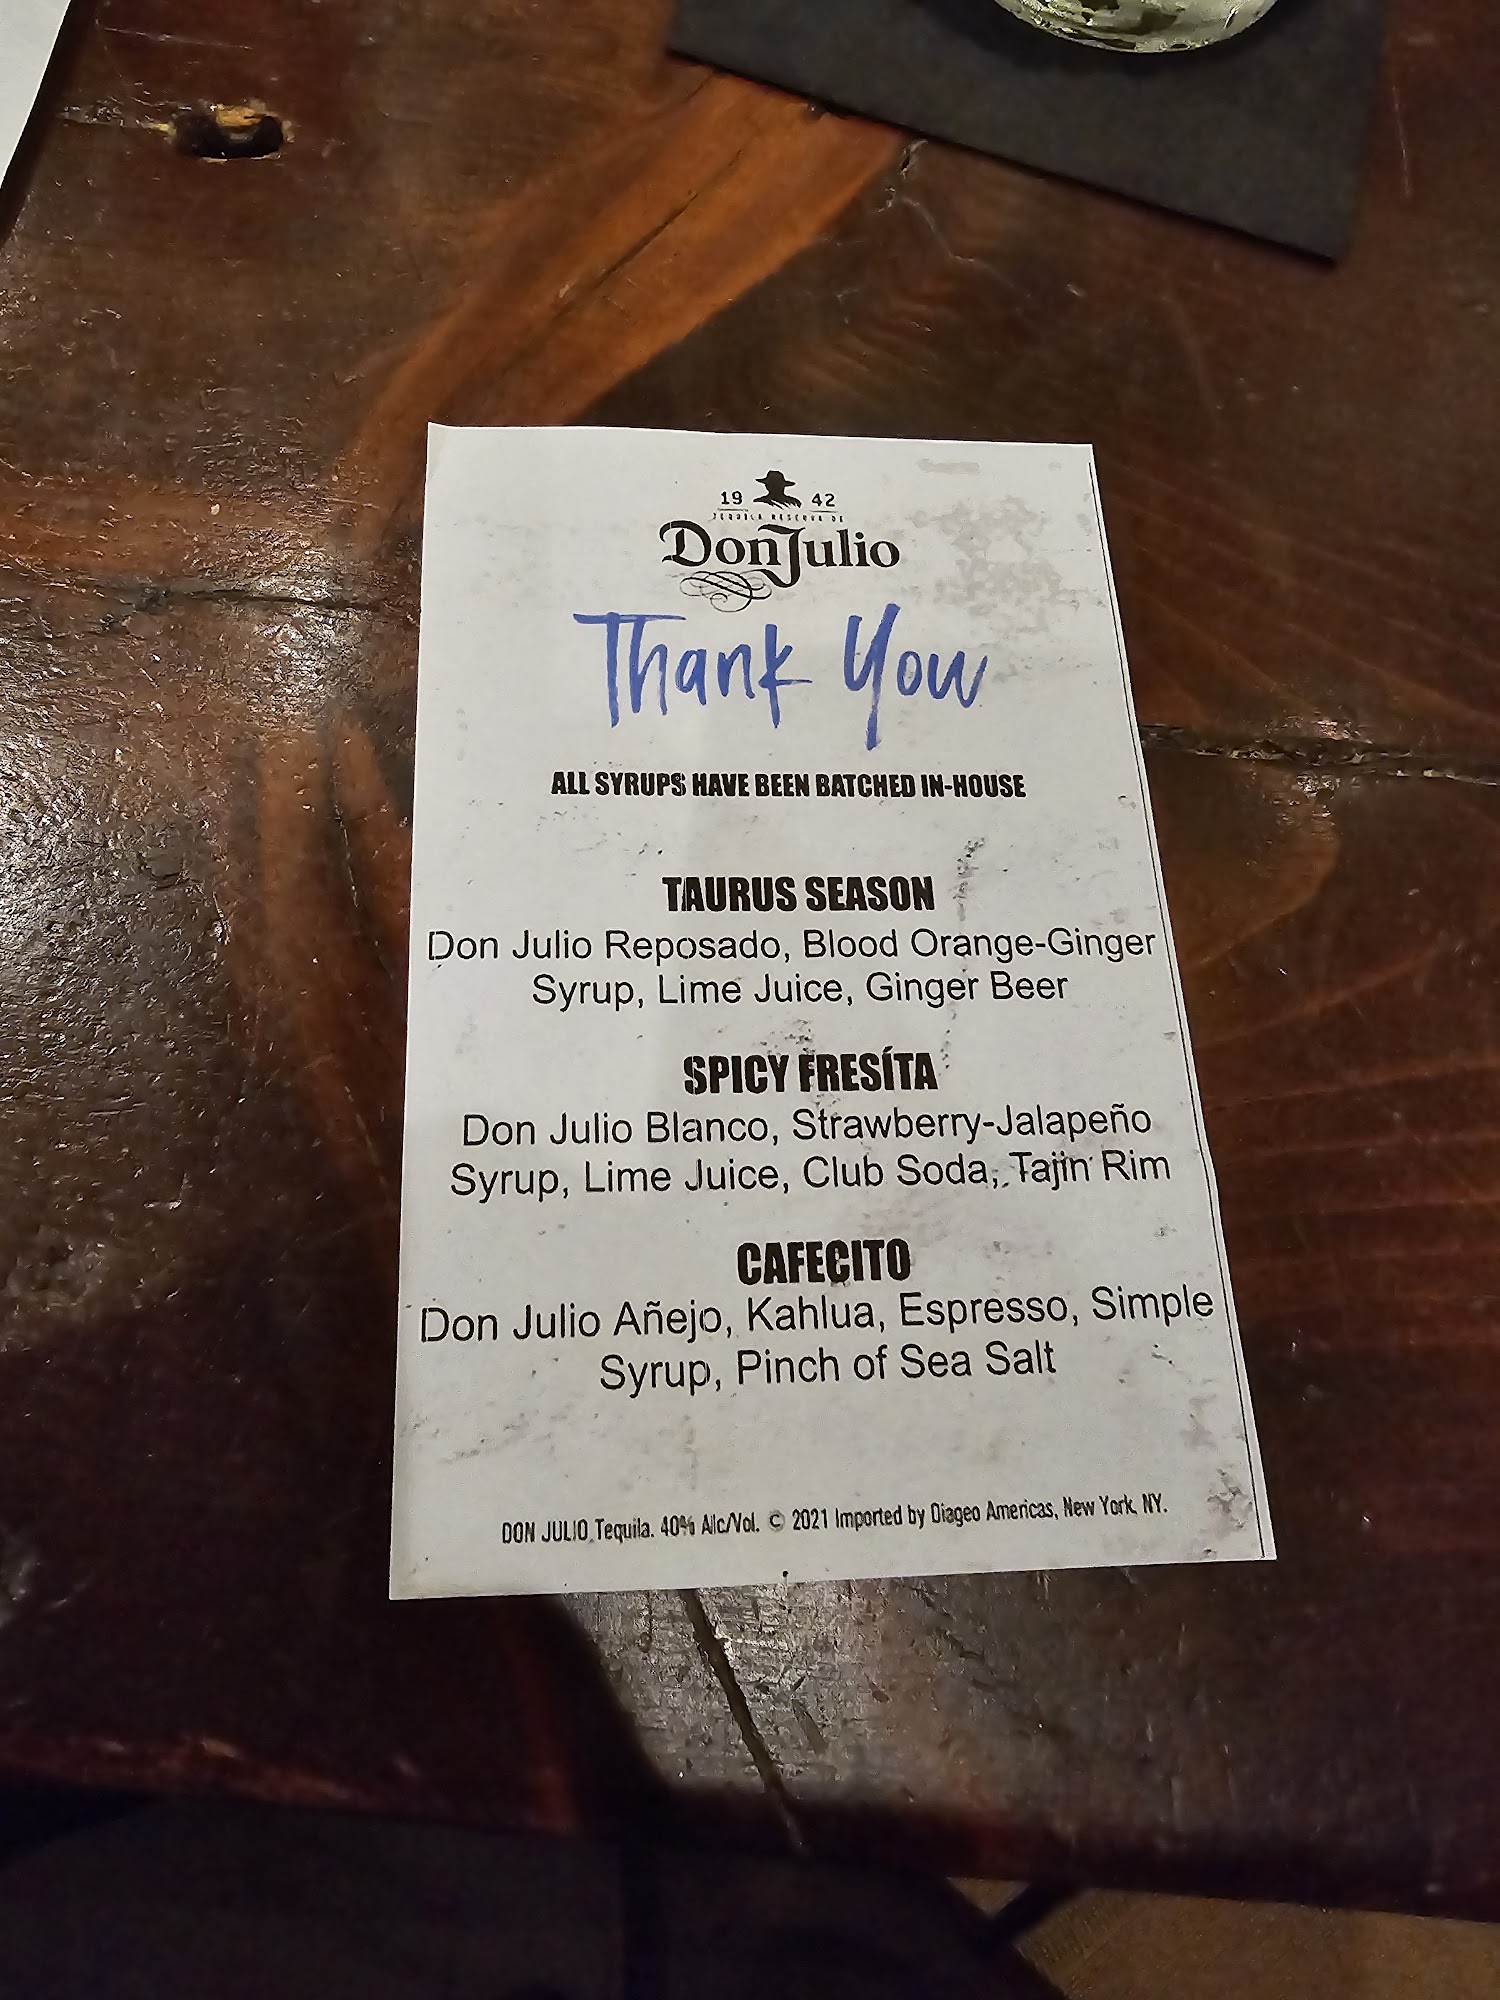 19 42
TEQUILA RESERVA DE
Don Julio
Thank You
ALL SYRUPS HAVE BEEN BATCHED IN-HOUSE
TAURUS SEASON
Don Julio Reposado, Blood Orange-Ginger
Syrup, Lime Juice, Ginger Beer
SPICY FRESÍTA
Don Julio Blanco, Strawberry-Jalapeño
Syrup, Lime Juice, Club Soda, Tajin Rim
CAFECITO
Don Julio Añejo, Kahlua, Espresso, Simple
Syrup, Pinch of Sea Salt
DON JULIO Tequila. 40% Alc/Vol. © 2021 Imported by Diageo Americas, New York, NY.